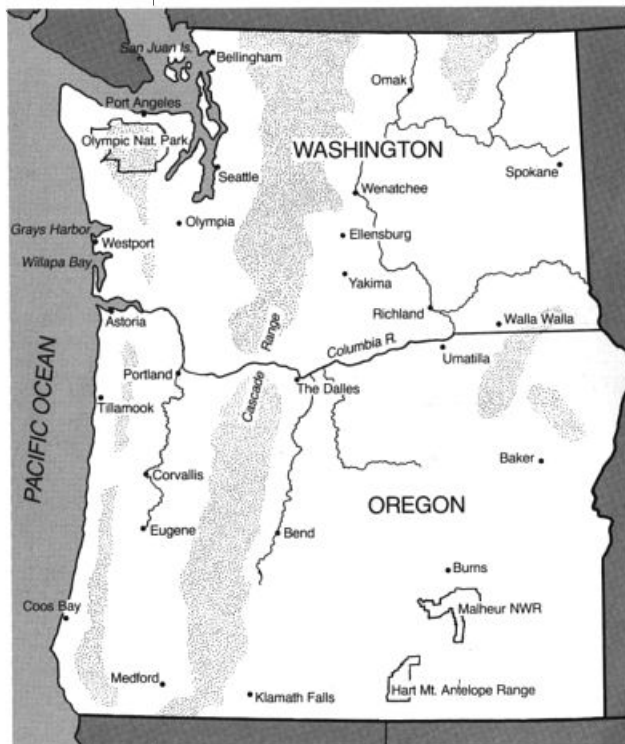 San Juan Is.
Bellingham
Omak
Port Angeles
Olympic Nat. Park
WASHINGTON
Spokane
Seattle
Wenatchee
Grays Harbor
Olympia
Westport
Ellensburg
Willapa Bay
Yakima
Richland
Walla Walla
Astoria
Range
Columbia R.
Umatilla
Portland
The Dalles
Cascade
Tillamook
PACIFIC OCEAN
Baker
Corvallis
OREGON
Eugene
Bend
Burns
Coos Bay
Malheur NWR
Medford
Klamath Falls
Hart Mt. Antelope Range